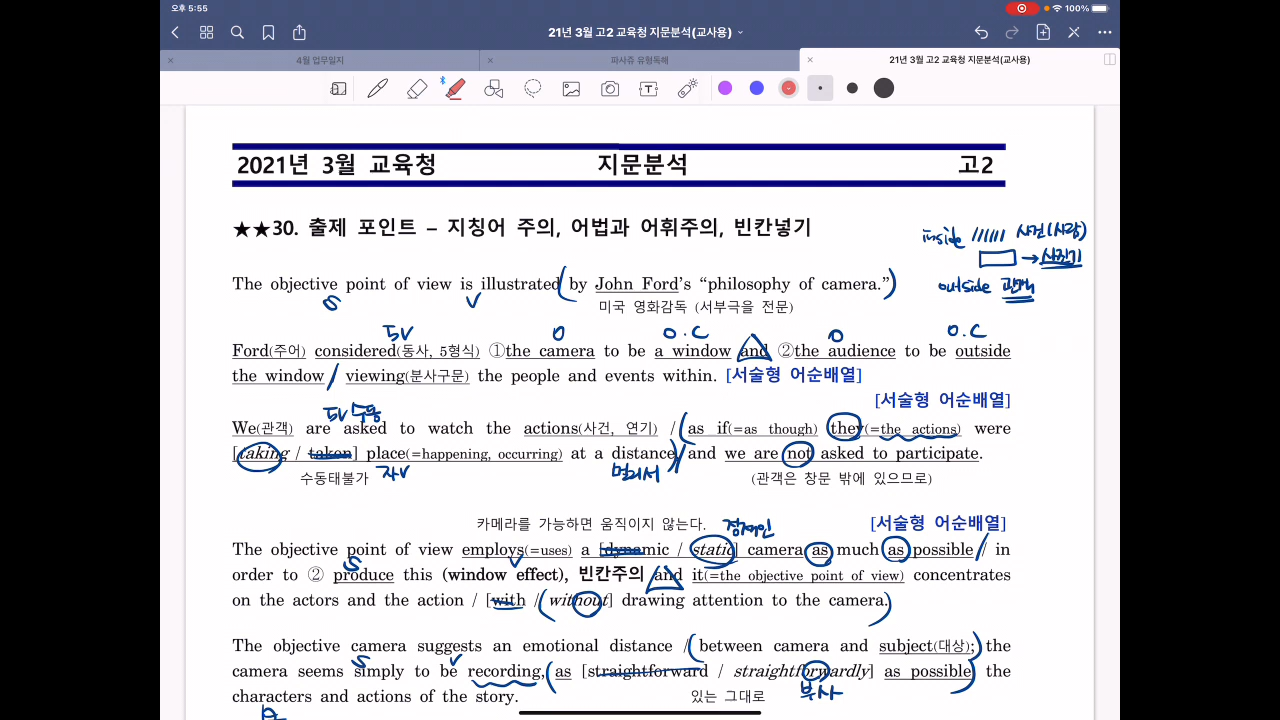 오후 5:55
100%
21년 3월 고2 교육청 지문분석(교사용)
4월 업무일지
파사쥬 유형독해
21년 3월 고2 교육청 지문분석(교사용)
2021년 3월 교육청 지문분석 고2
★★30. 출제 포인트 – 지칭어 주의, 어법과 어휘주의, 빈칸넣기
inside 사건(사람)
→ 사진기
outside 관객
The objective point of view is illustrated ( by John Ford's “philosophy of camera.” )
S V 미국 영화감독 (서부극을 전문)
5V O O.C O O.C
Ford(주어) considered(동사, 5형식) ①the camera to be a window and ②the audience to be outside
the window / viewing(분사구문) the people and events within. [서술형 어순배열]
[서술형 어순배열]
5V 수동
We(관객) are asked to watch the actions(사건, 연기) / ( as if(=as though) they(=the actions) were
[taking / taken] place(=happening, occurring) at a distance, ) / and we are not asked to participate.
수동태불가 자V 멀리서 (관객은 창문 밖에 있으므로)
카메라를 가능하면 움직이지 않는다. 정적인 [서술형 어순배열]
The objective point of view employs(=uses) a [dynamic / static] camera as much as possible / in
S V
order to ② produce this (window effect), 빈칸주의 and it(=the objective point of view) concentrates
on the actors and the action / [with / ( without] drawing attention to the camera. )
The objective camera suggests an emotional distance / ( between camera and subject(대상); ) the
S V
camera seems simply to be recording, ( as [straightforward / straightforwardly] as possible, ) the
characters and actions of the story. 있는 그대로 부사